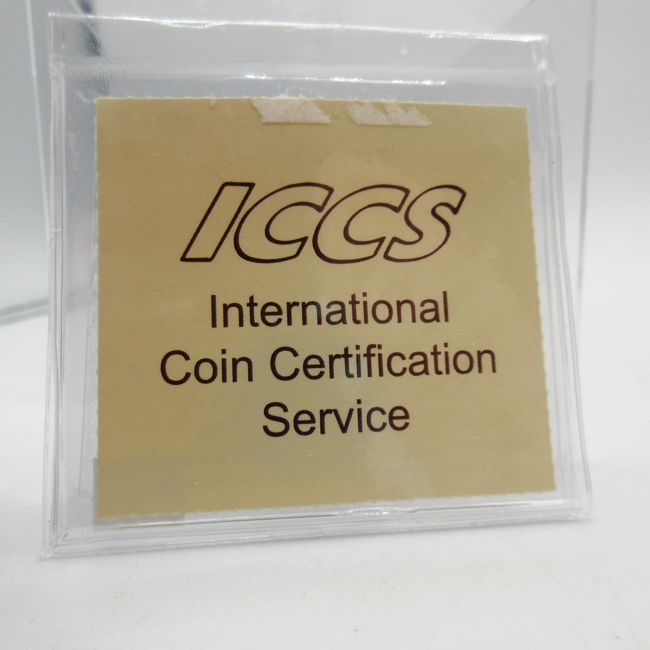 ICCS
International
Coin Certification
Service